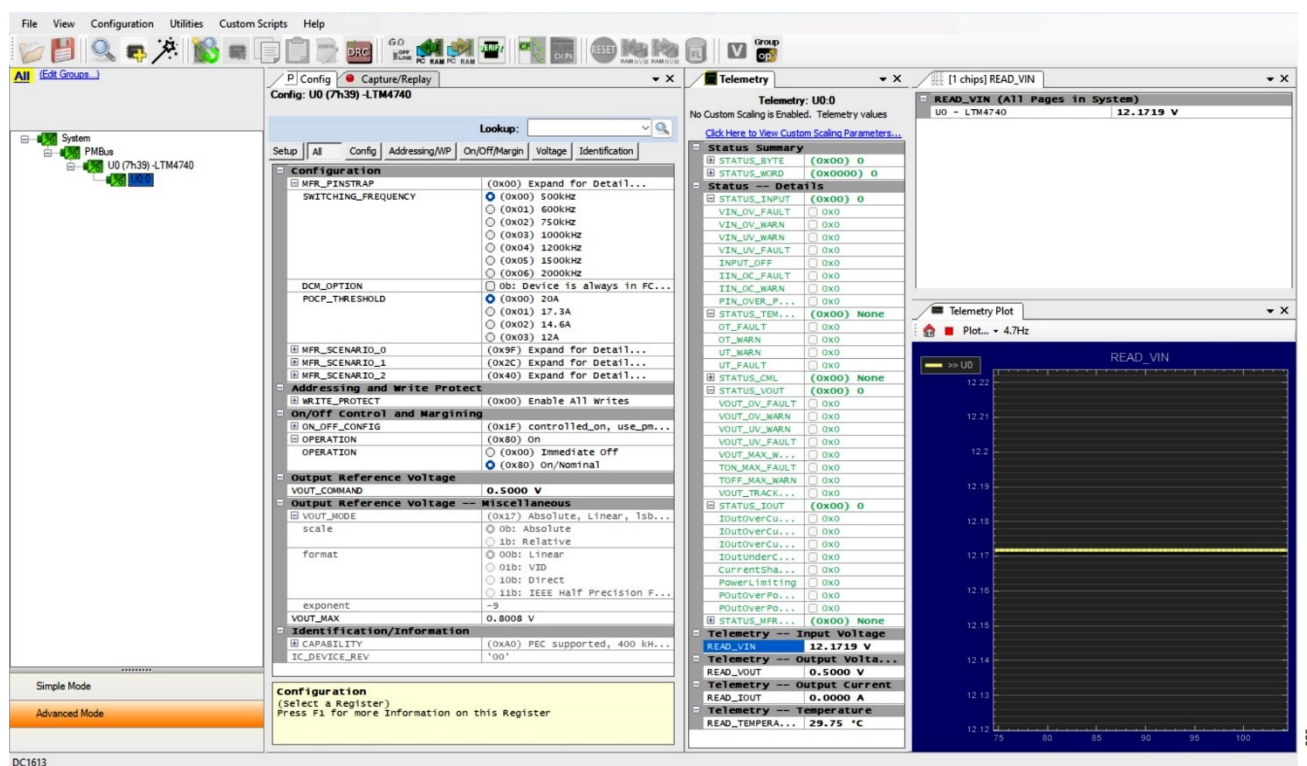 File View Configuration Utilities Custom Scripts Help
All (Edit Groups...)
System
PMBus
U0 (7h39) -LTM4740
U0:0
Simple Mode
Advanced Mode
DC1613
Config Capture/Replay
Config: U0 (7h39) -LTM4740
Lookup:
Setup All Config Addressing/WP On/Off/Margin Voltage Identification
Configuration
MFR_PINSTRAP (0x00) Expand for Detail...
SWITCHING_FREQUENCY (0x00) 500kHz
(0x01) 600kHz
(0x02) 750kHz
(0x03) 1000kHz
(0x04) 1200kHz
(0x05) 1500kHz
(0x06) 2000kHz
DCM_OPTION 0b: Device is always in FC...
POCP_THRESHOLD (0x00) 20A
(0x01) 17.3A
(0x02) 14.6A
(0x03) 12A
MFR_SCENARIO_0 (0x9F) Expand for Detail...
MFR_SCENARIO_1 (0x2C) Expand for Detail...
MFR_SCENARIO_2 (0x40) Expand for Detail...
Addressing and Write Protect
WRITE_PROTECT (0x00) Enable All Writes
On/Off Control and Margining
ON_OFF_CONFIG (0x1F) controlled_on, use_pm...
OPERATION (0x80) On
OPERATION (0x00) Immediate Off
(0x80) On/Nominal
Output Reference Voltage
VOUT_COMMAND 0.5000 V
Output Reference Voltage -- Miscellaneous
VOUT_MODE (0x17) Absolute, Linear, lsb...
scale 0b: Absolute
1b: Relative
format 00b: Linear
01b: VID
10b: Direct
11b: IEEE Half Precision F...
exponent -9
VOUT_MAX 0.8008 V
Identification/Information
CAPABILITY (0xA0) PEC supported, 400 kH...
IC_DEVICE_REV '00'
Configuration
(Select a Register)
Press F1 for more Information on this Register
Telemetry
Telemetry: U0:0
No Custom Scaling is Enabled. Telemetry values
Click Here to View Custom Scaling Parameters...
Status Summary
STATUS_BYTE (0x00) 0
STATUS_WORD (0x0000) 0
Status -- Details
STATUS_INPUT (0x00) 0
VIN_OV_FAULT 0x0
VIN_OV_WARN 0x0
VIN_UV_WARN 0x0
VIN_UV_FAULT 0x0
INPUT_OFF 0x0
IIN_OC_FAULT 0x0
IIN_OC_WARN 0x0
PIN_OVER_P... 0x0
STATUS_TEM... (0x00) None
OT_FAULT 0x0
OT_WARN 0x0
UT_WARN 0x0
UT_FAULT 0x0
STATUS_CML (0x00) None
STATUS_VOUT (0x00) 0
VOUT_OV_FAULT 0x0
VOUT_OV_WARN 0x0
VOUT_UV_WARN 0x0
VOUT_UV_FAULT 0x0
VOUT_MAX_W... 0x0
TON_MAX_FAULT 0x0
TOFF_MAX_WARN 0x0
VOUT_TRACK... 0x0
STATUS_IOUT (0x00) 0
IOutOverCu... 0x0
IOutOverCu... 0x0
IOutOverCu... 0x0
IOutUnderC... 0x0
CurrentSha... 0x0
PowerLimiting 0x0
POutOverPo... 0x0
POutOverPo... 0x0
STATUS_MFR... (0x00) None
Telemetry -- Input Voltage
READ_VIN 12.1719 V
Telemetry -- Output Volta...
READ_VOUT 0.5000 V
Telemetry -- Output Current
READ_IOUT 0.0000 A
Telemetry -- Temperature
READ_TEMPERA... 29.75 °C
[1 chips] READ_VIN
READ_VIN (All Pages in System)
U0 - LTM4740 12.1719 V
Telemetry Plot
Plot... 4.7Hz
>> U0
READ_VIN
12.22
12.21
12.2
12.19
12.18
12.17
12.16
12.15
12.14
12.13
12.12
75 80 85 90 95 100